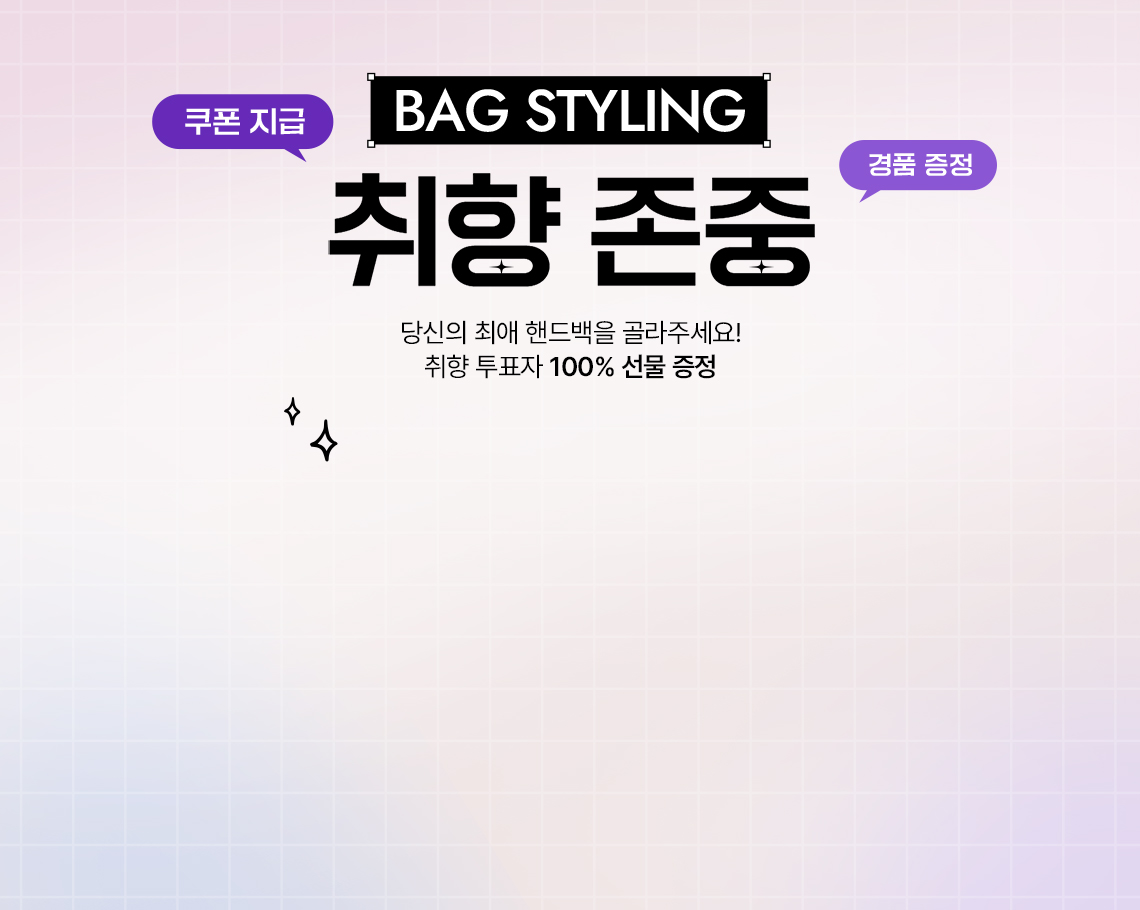 BAG STYLING
쿠폰 지급
경품 증정
취향 존중
당신의 최애 핸드백을 골라주세요!
취향 투표자 100% 선물 증정